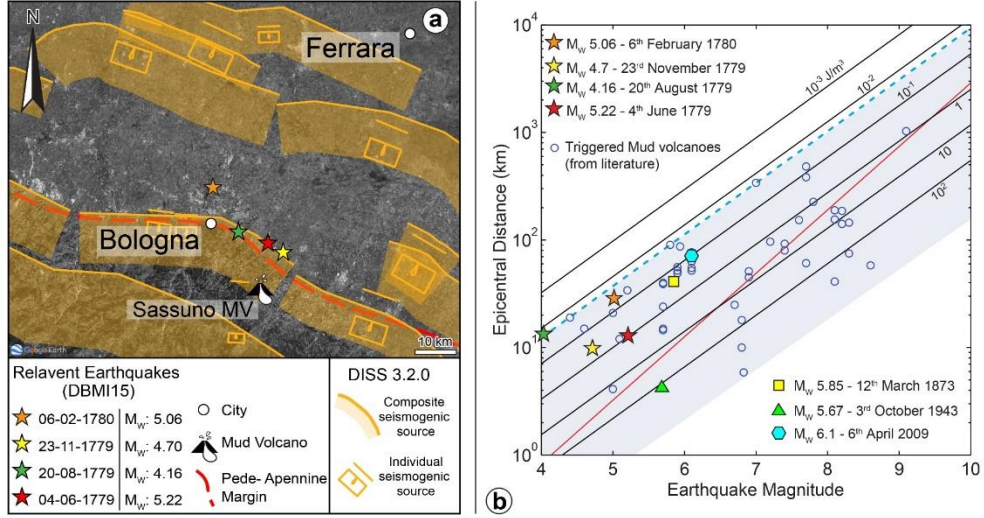 N
a
Ferrara
Bologna
Sassuno MV
Google Earth
10 km
Relavent Earthquakes
(DBMI15)
06-02-1780 Mw: 5.06
23-11-1779 Mw: 4.70
20-08-1779 Mw: 4.16
04-06-1779 Mw: 5.22
City
Mud Volcano
Pede- Apennine
Margin
DISS 3.2.0
Composite
seismogenic
source
Individual
seismogenic
source
b
Epicentral Distance (km)
10⁴
10³
10²
10¹
10⁰
4 5 6 7 8 9 10
Earthquake Magnitude
Mw 5.06 - 6th February 1780
Mw 4.7 - 23rd November 1779
Mw 4.16 - 20th August 1779
Mw 5.22 - 4th June 1779
Triggered Mud volcanoes
(from literature)
10⁻³ J/m³
10⁻²
10⁻¹
1
10
10²
Mw 5.85 - 12th March 1873
Mw 5.67 - 3rd October 1943
Mw 6.1 - 6th April 2009